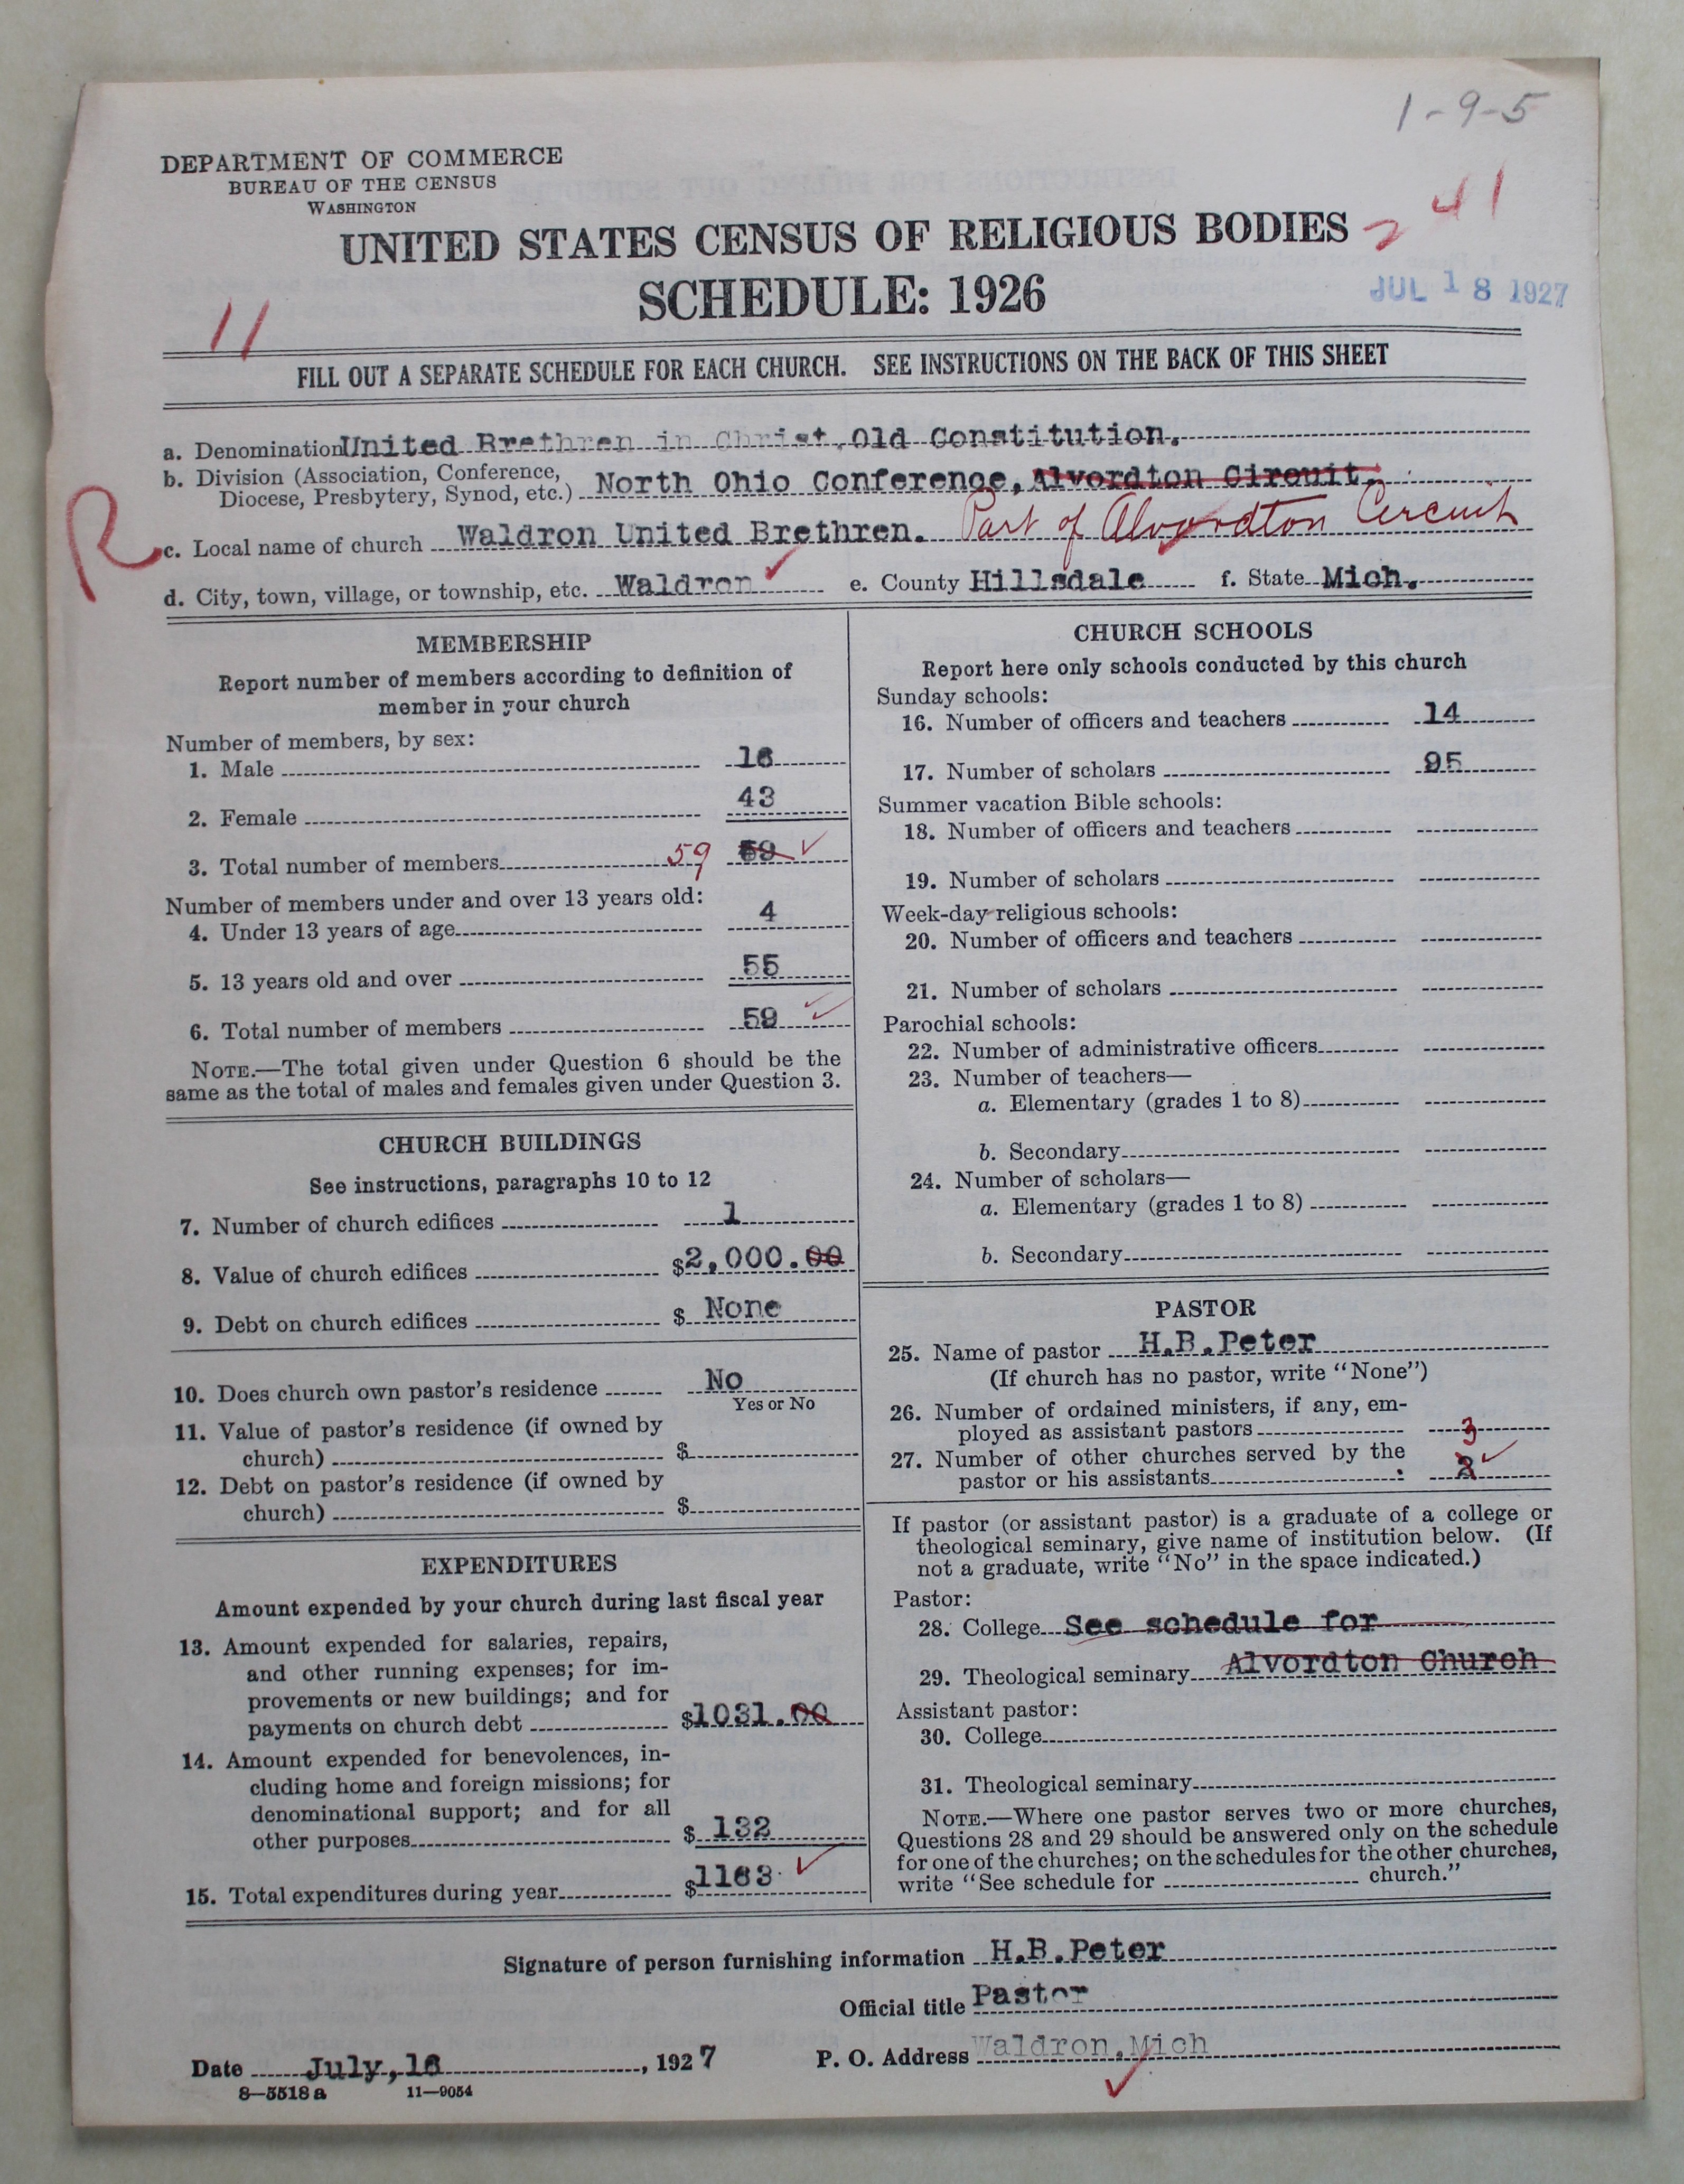 1-9-5
DEPARTMENT OF COMMERCE
BUREAU OF THE CENSUS
WASHINGTON
41
UNITED STATES CENSUS OF RELIGIOUS BODIES
SCHEDULE: 1926
JUL 18 1927
11
FILL OUT A SEPARATE SCHEDULE FOR EACH CHURCH. SEE INSTRUCTIONS ON THE BACK OF THIS SHEET
a. Denomination United Brethren in Christ, Old Constitution.
b. Division (Association, Conference,
Diocese, Presbytery, Synod, etc.) North Ohio Conference, Alvordton Circuit.
R
c. Local name of church Waldron United Brethren. Part of Alvordton Circuit
d. City, town, village, or township, etc. Waldron e. County Hillsdale f. State Mich.
MEMBERSHIP
Report number of members according to definition of
member in your church
Number of members, by sex:
1. Male 16
2. Female 43
3. Total number of members 59 59
Number of members under and over 13 years old:
4. Under 13 years of age 4
5. 13 years old and over 55
6. Total number of members 59
NOTE.—The total given under Question 6 should be the
same as the total of males and females given under Question 3.
CHURCH BUILDINGS
See instructions, paragraphs 10 to 12
7. Number of church edifices 1
8. Value of church edifices $2,000.00
9. Debt on church edifices $ None
10. Does church own pastor's residence No
Yes or No
11. Value of pastor's residence (if owned by
church) $
12. Debt on pastor's residence (if owned by
church) $
EXPENDITURES
Amount expended by your church during last fiscal year
13. Amount expended for salaries, repairs,
and other running expenses; for im-
provements or new buildings; and for
payments on church debt $1031.00
14. Amount expended for benevolences, in-
cluding home and foreign missions; for
denominational support; and for all
other purposes $ 132
15. Total expenditures during year $1163
CHURCH SCHOOLS
Report here only schools conducted by this church
Sunday schools:
16. Number of officers and teachers 14
17. Number of scholars 95
Summer vacation Bible schools:
18. Number of officers and teachers
19. Number of scholars
Week-day religious schools:
20. Number of officers and teachers
21. Number of scholars
Parochial schools:
22. Number of administrative officers
23. Number of teachers—
a. Elementary (grades 1 to 8)
b. Secondary
24. Number of scholars—
a. Elementary (grades 1 to 8)
b. Secondary
PASTOR
25. Name of pastor H.B.Peter
(If church has no pastor, write "None")
26. Number of ordained ministers, if any, em-
ployed as assistant pastors
3
27. Number of other churches served by the
pastor or his assistants
If pastor (or assistant pastor) is a graduate of a college or
theological seminary, give name of institution below. (If
not a graduate, write "No" in the space indicated.)
Pastor:
28. College See schedule for
29. Theological seminary Alvordton Church
Assistant pastor:
30. College
31. Theological seminary
NOTE.—Where one pastor serves two or more churches,
Questions 28 and 29 should be answered only on the schedule
for one of the churches; on the schedules for the other churches,
write "See schedule for church."
Signature of person furnishing information H.B.Peter
Official title Pastor
Date July,16, 1927 P. O. Address Waldron,Mich
8—5518 a 11—9054